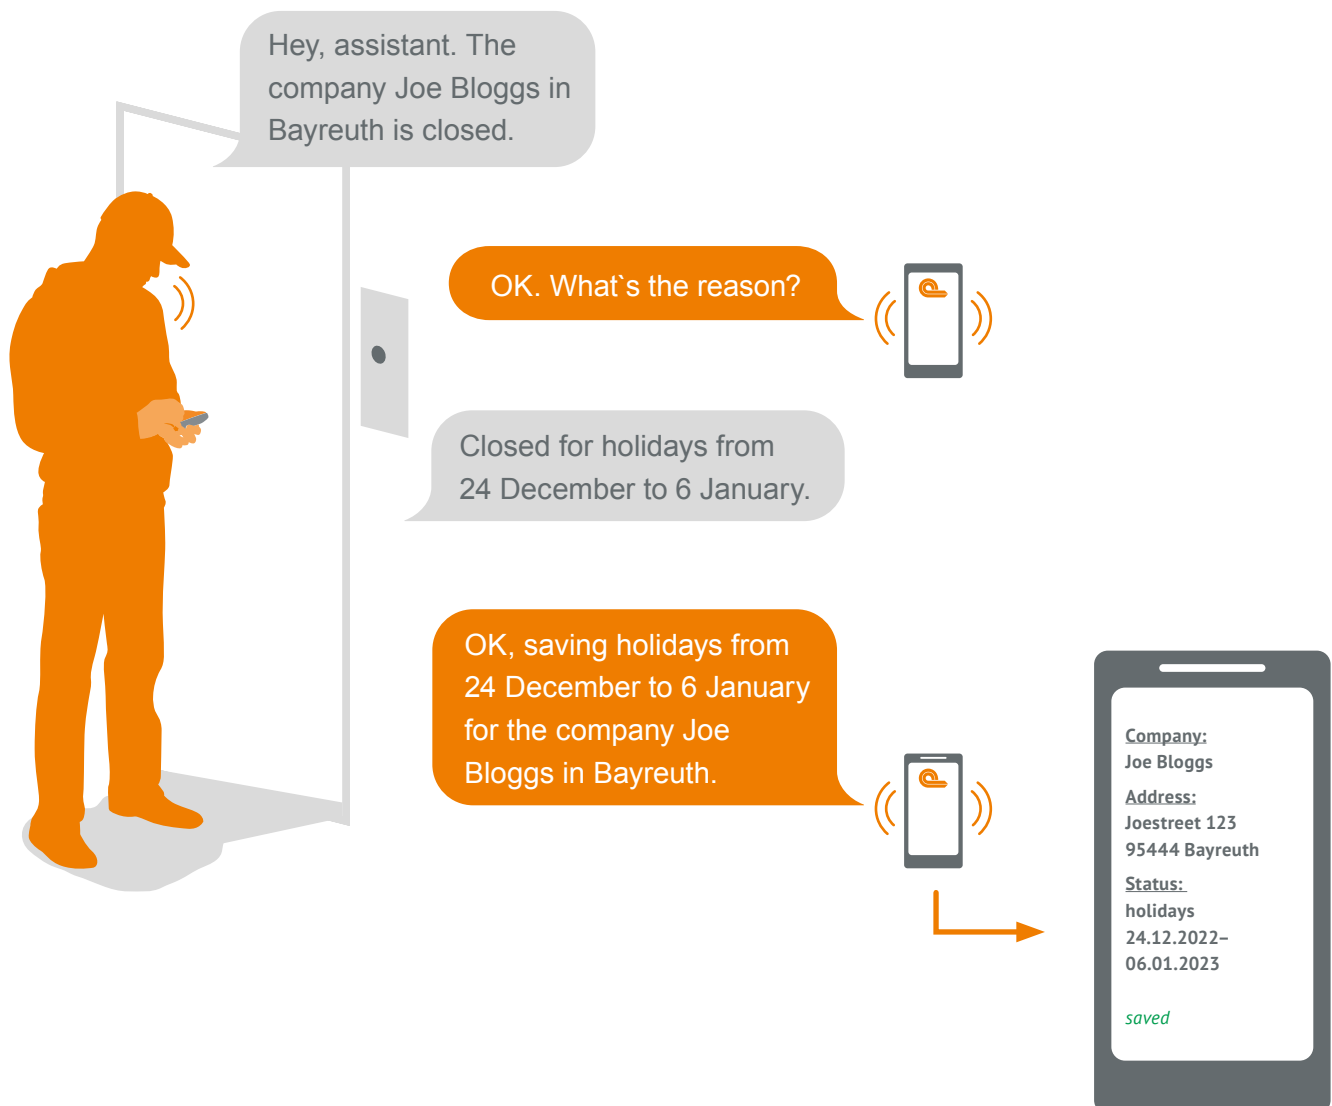 Hey, assistant. The
company Joe Bloggs in
Bayreuth is closed.
OK. What`s the reason?
Closed for holidays from
24 December to 6 January.
OK, saving holidays from
24 December to 6 January
for the company Joe
Bloggs in Bayreuth.
Company:
Joe Bloggs
Address:
Joestreet 123
95444 Bayreuth
Status:
holidays
24.12.2022–
06.01.2023
saved